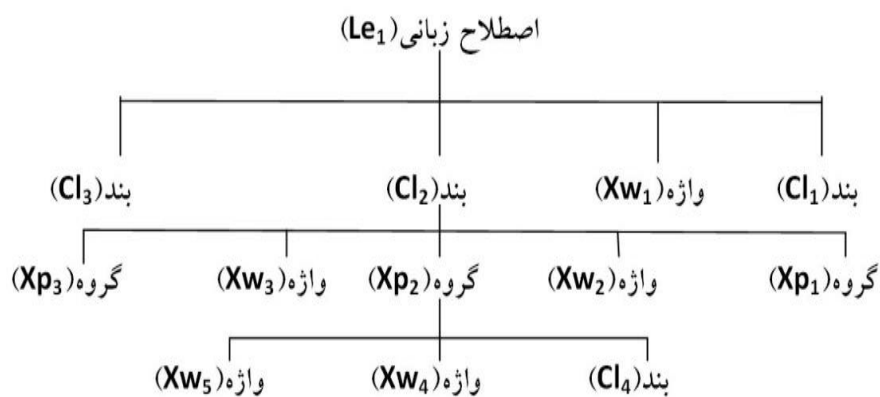 اصطلاح زبانی(Le₁)
بند(Cl₁) واژه(Xw₁) بند(Cl₂) بند(Cl₃)
گروه(Xp₁) واژه(Xw₂) گروه(Xp₂) واژه(Xw₃) گروه(Xp₃)
بند(Cl₄) واژه(Xw₄) واژه(Xw₅)